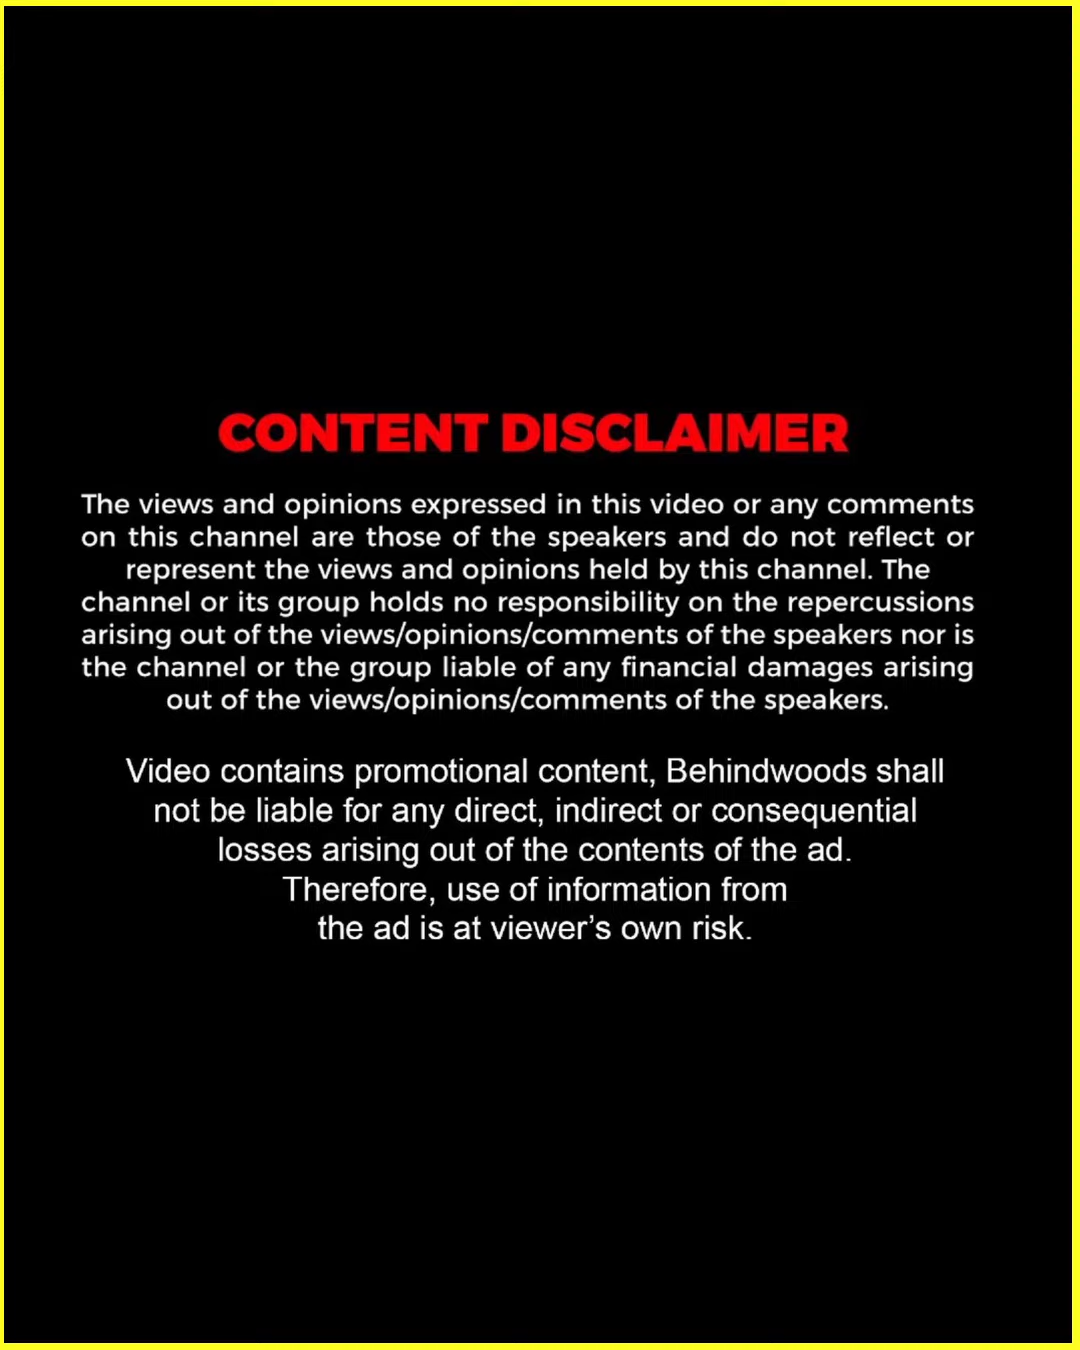 CONTENT DISCLAIMER
The views and opinions expressed in this video or any comments
on this channel are those of the speakers and do not reflect or
represent the views and opinions held by this channel. The
channel or its group holds no responsibility on the repercussions
arising out of the views/opinions/comments of the speakers nor is
the channel or the group liable of any financial damages arising
out of the views/opinions/comments of the speakers.
Video contains promotional content, Behindwoods shall
not be liable for any direct, indirect or consequential
losses arising out of the contents of the ad.
Therefore, use of information from
the ad is at viewer’s own risk.